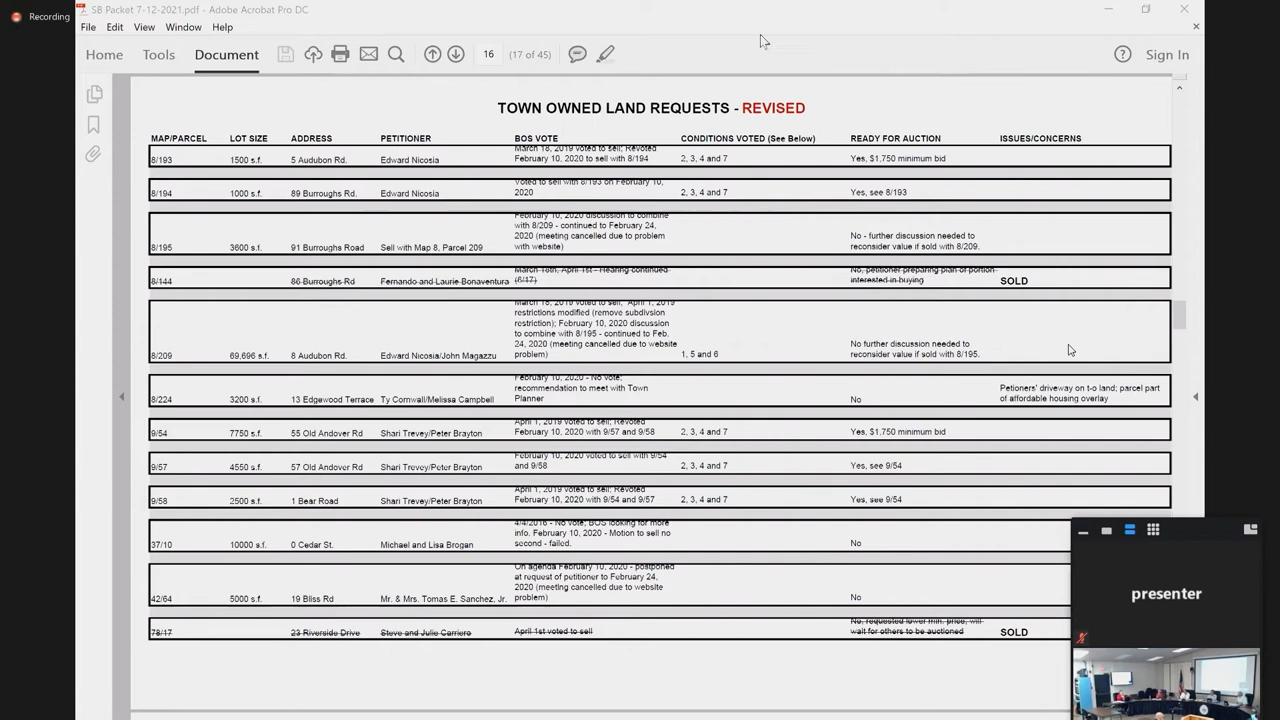 Recording
SB Packet 7-12-2021.pdf - Adobe Acrobat Pro DC
File Edit View Window Help
Home Tools Document 16 (17 of 45) Sign In
TOWN OWNED LAND REQUESTS - REVISED
MAP/PARCEL LOT SIZE ADDRESS PETITIONER BOS VOTE CONDITIONS VOTED (See Below) READY FOR AUCTION ISSUES/CONCERNS
March 18, 2019 voted to sell; Revoted
8/193 1500 s.f. 5 Audubon Rd. Edward Nicosia February 10, 2020 to sell with 8/194 2, 3, 4 and 7 Yes, $1,750 minimum bid
Voted to sell with 8/193 on February 10,
8/194 1000 s.f. 89 Burroughs Rd. Edward Nicosia 2020 2, 3, 4 and 7 Yes, see 8/193
February 10, 2020 discussion to combine
with 8/209 - continued to February 24,
2020 (meeting cancelled due to problem No - further discussion needed to
8/195 3600 s.f. 91 Burroughs Road Sell with Map 8, Parcel 209 with website) reconsider value if sold with 8/209.
March 18th, April 1st - Hearing continued No, petitioner preparing plan of portion
8/144 86 Burroughs Rd Fernando and Laurie Bonaventura (6/17) interested in buying SOLD
March 18, 2019 voted to sell; April 1, 2019
restrictions modified (remove subdivsion
restriction); February 10, 2020 discussion
to combine with 8/195 - continued to Feb.
24, 2020 (meeting cancelled due to website No further discussion needed to
8/209 69,696 s.f. 8 Audubon Rd. Edward Nicosia/John Magazzu problem) 1, 5 and 6 reconsider value if sold with 8/195.
February 10, 2020 - No vote;
recommendation to meet with Town Petioners' driveway on t-o land; parcel part
8/224 3200 s.f. 13 Edgewood Terrace Ty Cornwall/Melissa Campbell Planner No of affordable housing overlay
April 1, 2019 voted to sell; Revoted
9/54 7750 s.f. 55 Old Andover Rd Shari Trevey/Peter Brayton February 10, 2020 with 9/57 and 9/58 2, 3, 4 and 7 Yes, $1,750 minimum bid
February 10, 2020 voted to sell with 9/54
9/57 4550 s.f. 57 Old Andover Rd Shari Trevey/Peter Brayton and 9/58 2, 3, 4 and 7 Yes, see 9/54
April 1, 2019 voted to sell; Revoted
9/58 2500 s.f. 1 Bear Road Shari Trevey/Peter Brayton February 10, 2020 with 9/54 and 9/57 2, 3, 4 and 7 Yes, see 9/54
4/4/2016 - No vote; BOS looking for more
info. February 10, 2020 - Motion to sell no
37/10 10000 s.f. 0 Cedar St. Michael and Lisa Brogan second - failed. No
On agenda February 10, 2020 - postponed
at request of petitioner to February 24,
2020 (meeting cancelled due to website
42/64 5000 s.f. 19 Bliss Rd Mr. & Mrs. Tomas E. Sanchez, Jr. problem) No
No, requested lower min. price, will
78/17 23 Riverside Drive Steve and Julie Carriero April 1st voted to sell wait for others to be auctioned SOLD
presenter